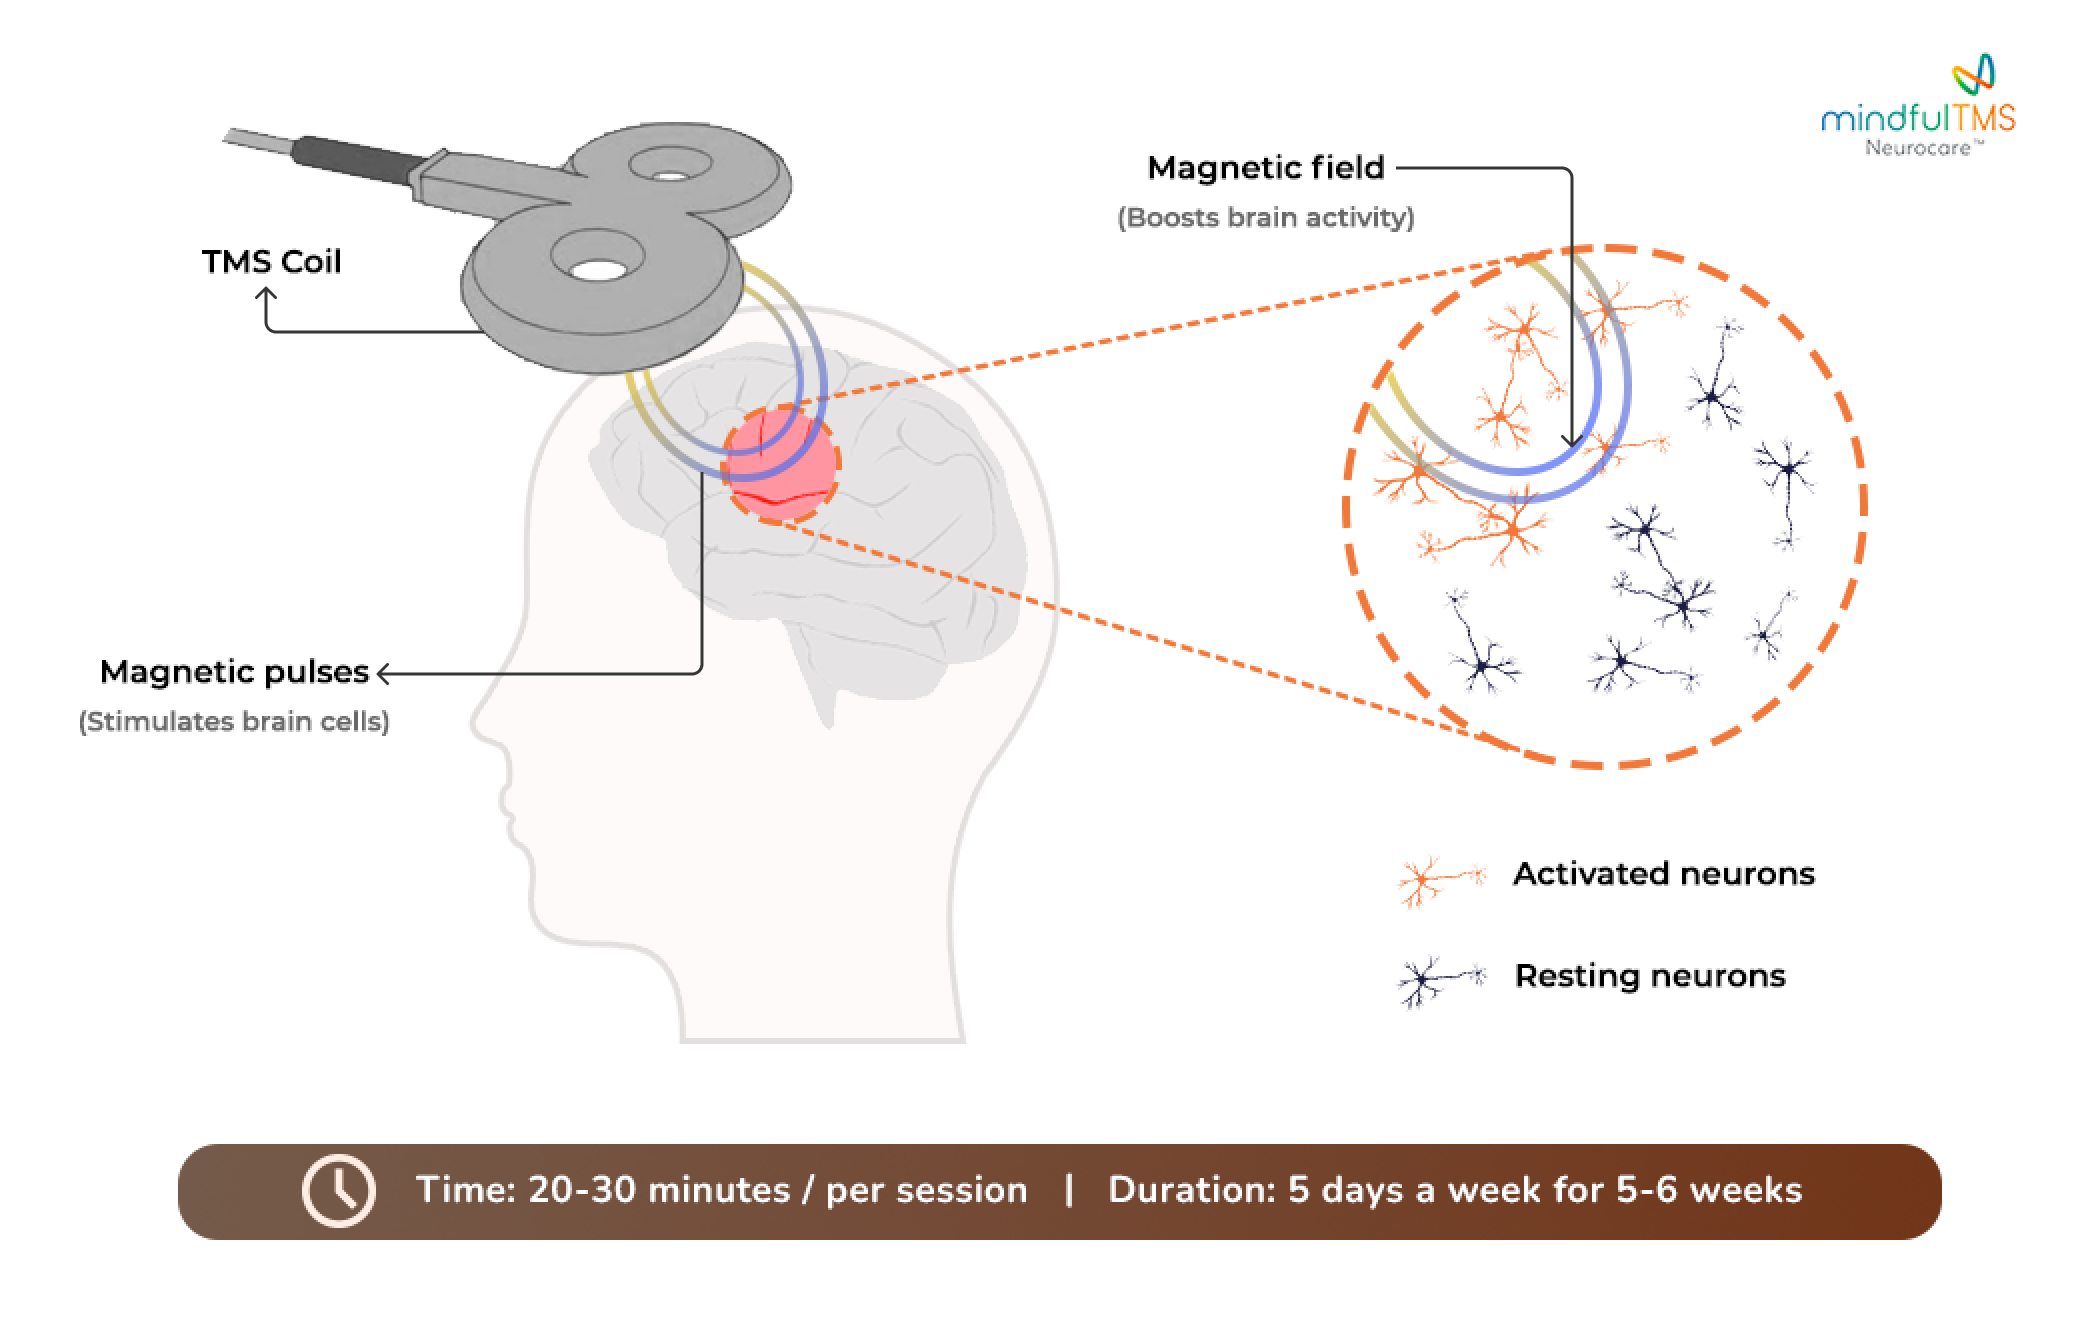 mindfulTMS
Neurocare™
Magnetic field
(Boosts brain activity)
TMS Coil
Magnetic pulses
(Stimulates brain cells)
Activated neurons
Resting neurons
Time: 20-30 minutes / per session | Duration: 5 days a week for 5-6 weeks